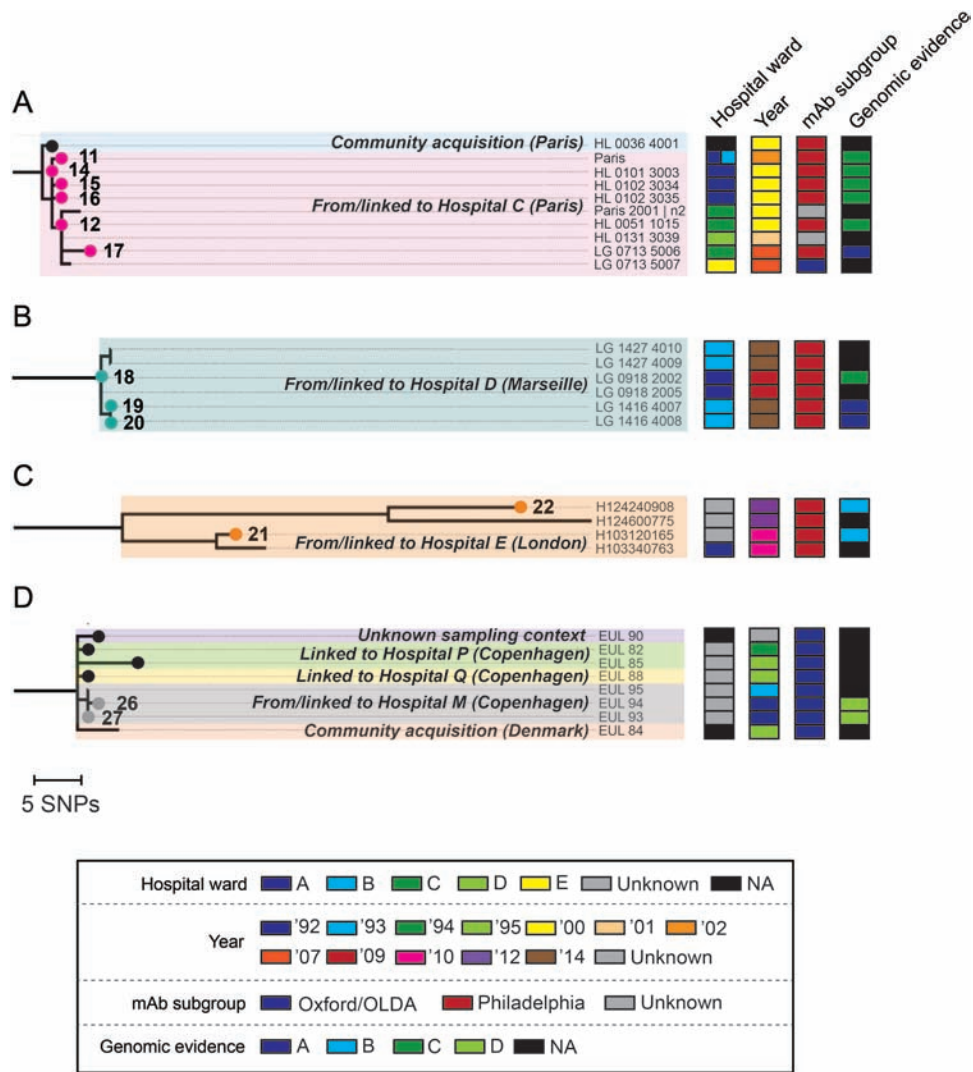 Hospital ward
Year
mAb subgroup
Genomic evidence
A
Community acquisition (Paris) HL 0036 4001
11 Paris
14 HL 0101 3003
15 HL 0102 3034
16 HL 0102 3035
From/linked to Hospital C (Paris) Paris 2001 | n2
12 HL 0051 1015
HL 0131 3039
17 LG 0713 5006
LG 0713 5007
B
LG 1427 4010
LG 1427 4009
18 From/linked to Hospital D (Marseille) LG 0918 2002
LG 0918 2005
19 LG 1416 4007
20 LG 1416 4008
C
22 H124240908
H124600775
21 H103120165
From/linked to Hospital E (London) H103340763
D
Unknown sampling context EUL 90
Linked to Hospital P (Copenhagen) EUL 82
EUL 85
Linked to Hospital Q (Copenhagen) EUL 88
EUL 95
26 From/linked to Hospital M (Copenhagen) EUL 94
27 EUL 93
Community acquisition (Denmark) EUL 84
5 SNPs
Hospital ward A B C D E Unknown NA
Year '92 '93 '94 '95 '00 '01 '02
'07 '09 '10 '12 '14 Unknown
mAb subgroup Oxford/OLDA Philadelphia Unknown
Genomic evidence A B C D NA